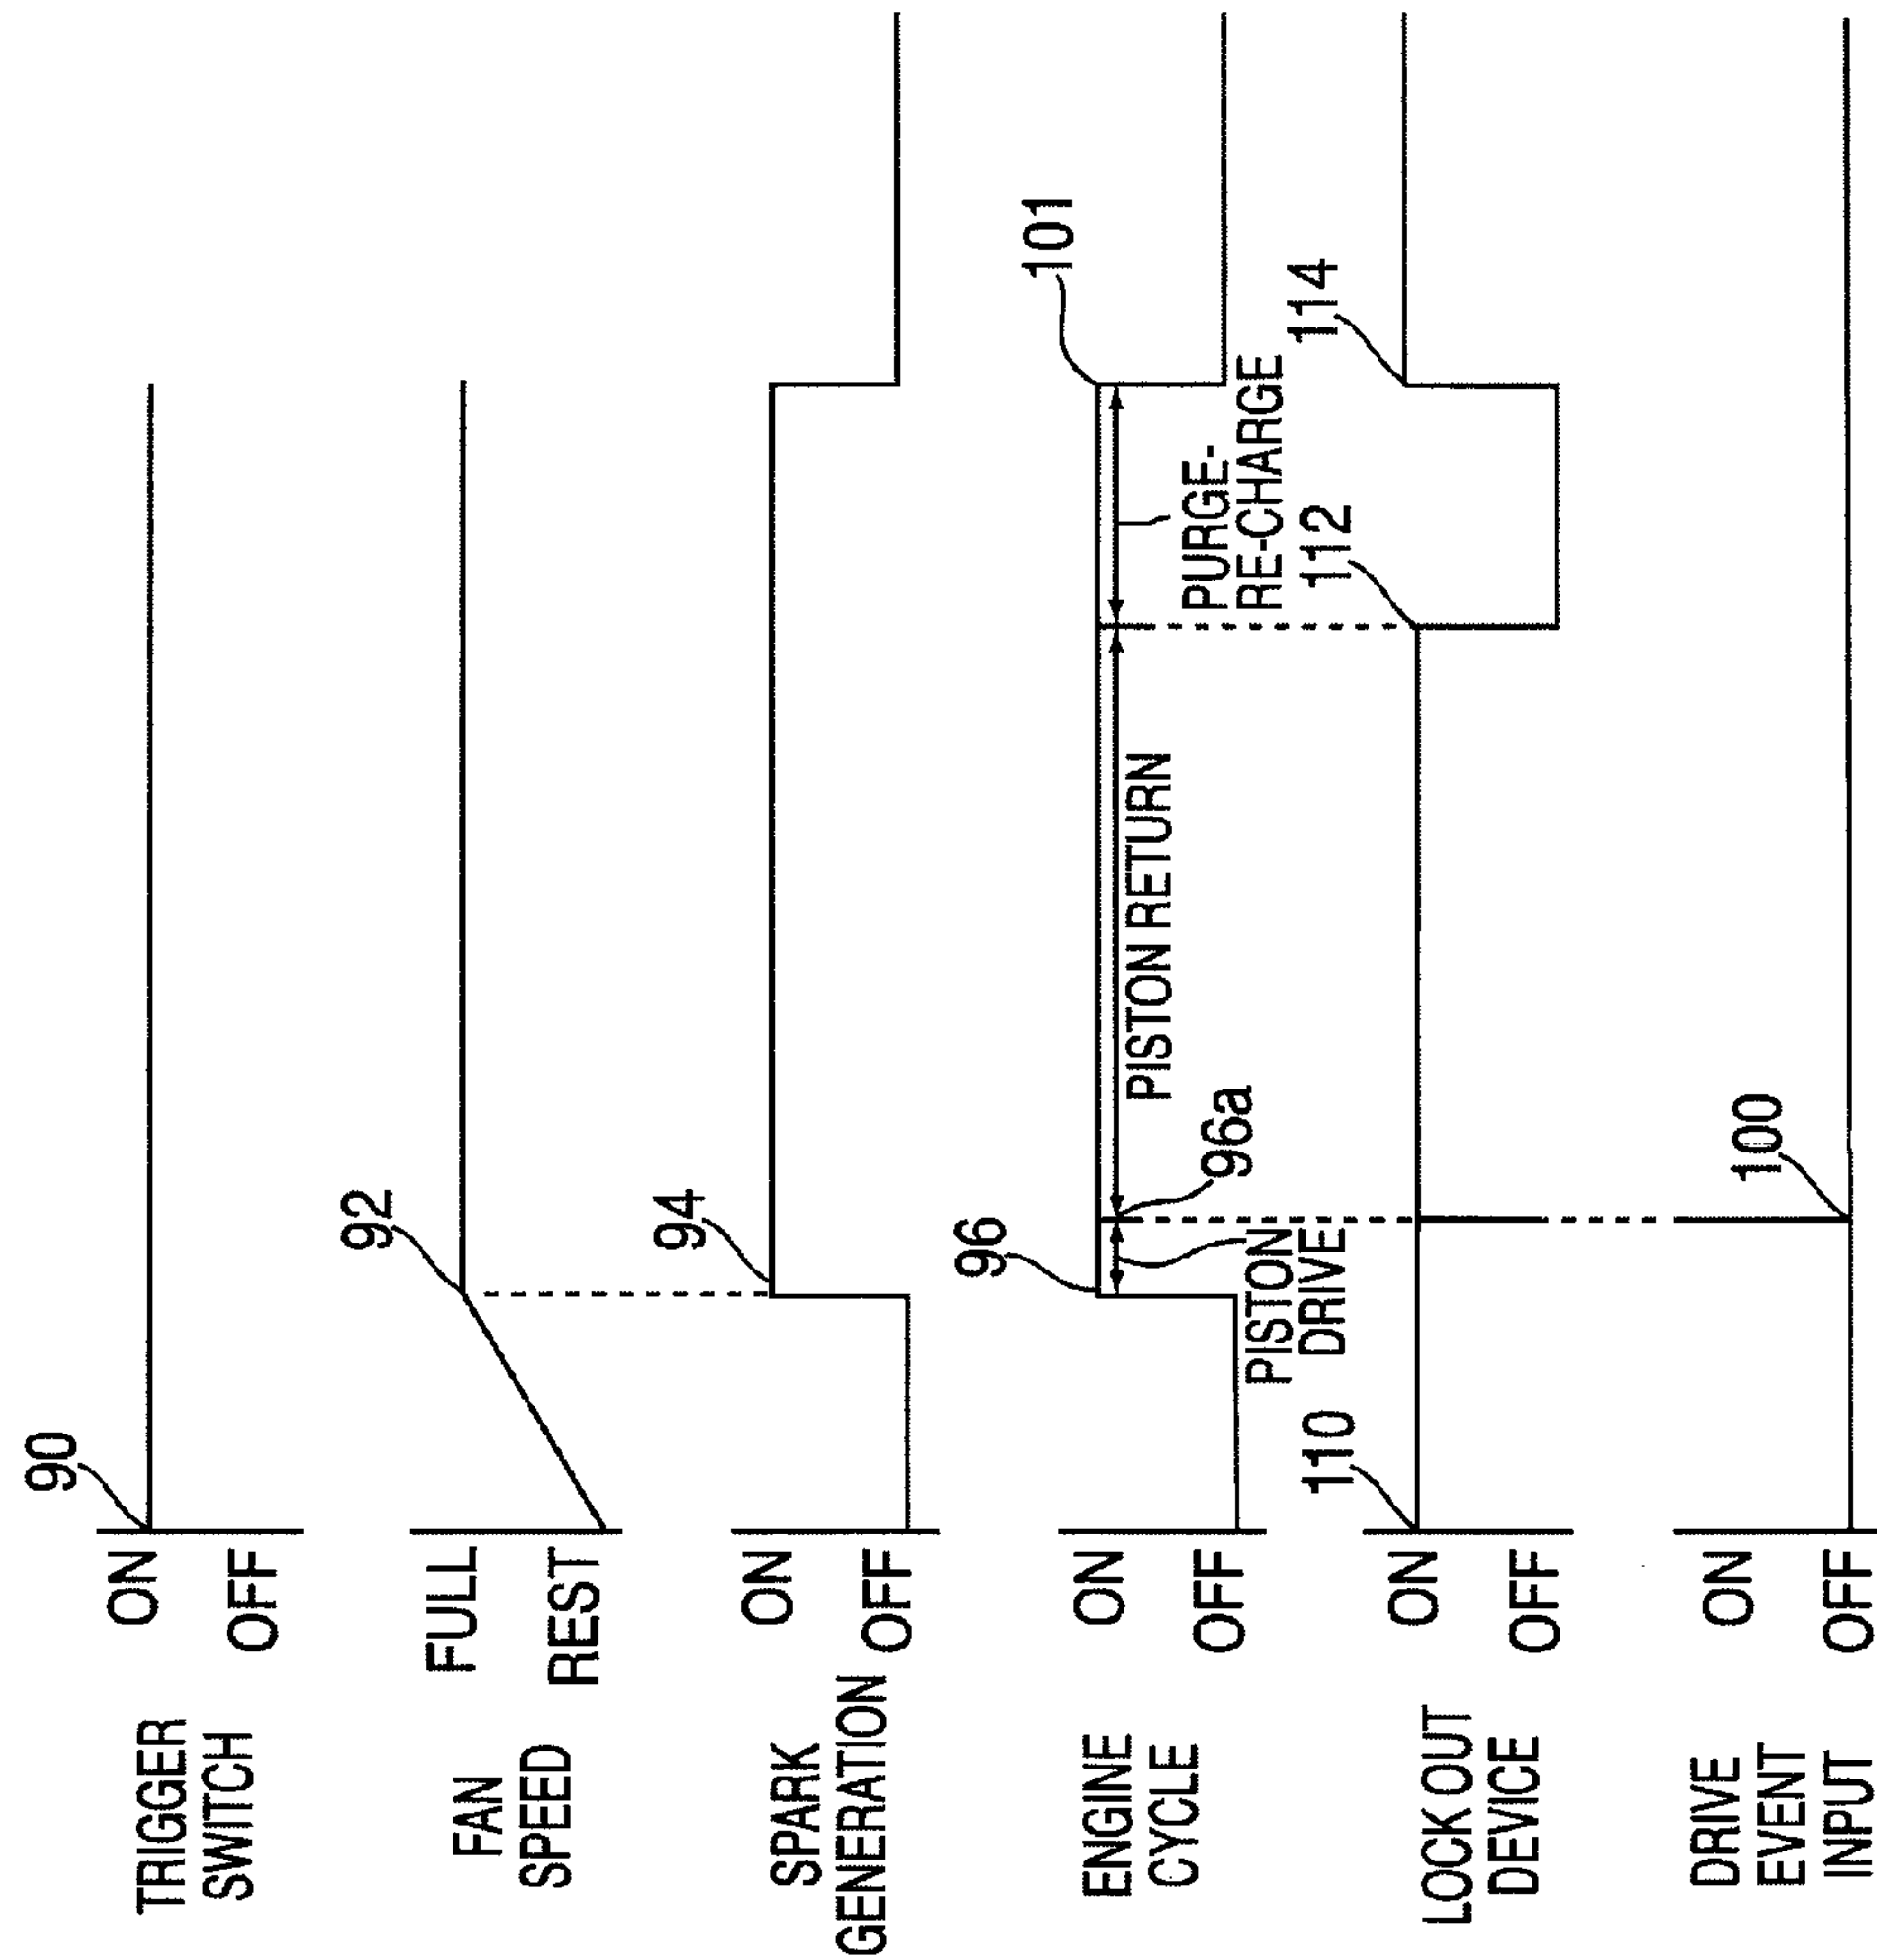 TRIGGER
SWITCH
ON
OFF
90
FAN
SPEED
FULL
REST
92
SPARK
GENERATION
ON
OFF
94
ENGINE
CYCLE
ON
OFF
96
PISTON
DRIVE
96a
PISTON RETURN
PURGE-
RE-CHARGE
101
LOCK OUT
DEVICE
ON
OFF
110
112
114
DRIVE
EVENT
INPUT
ON
OFF
100